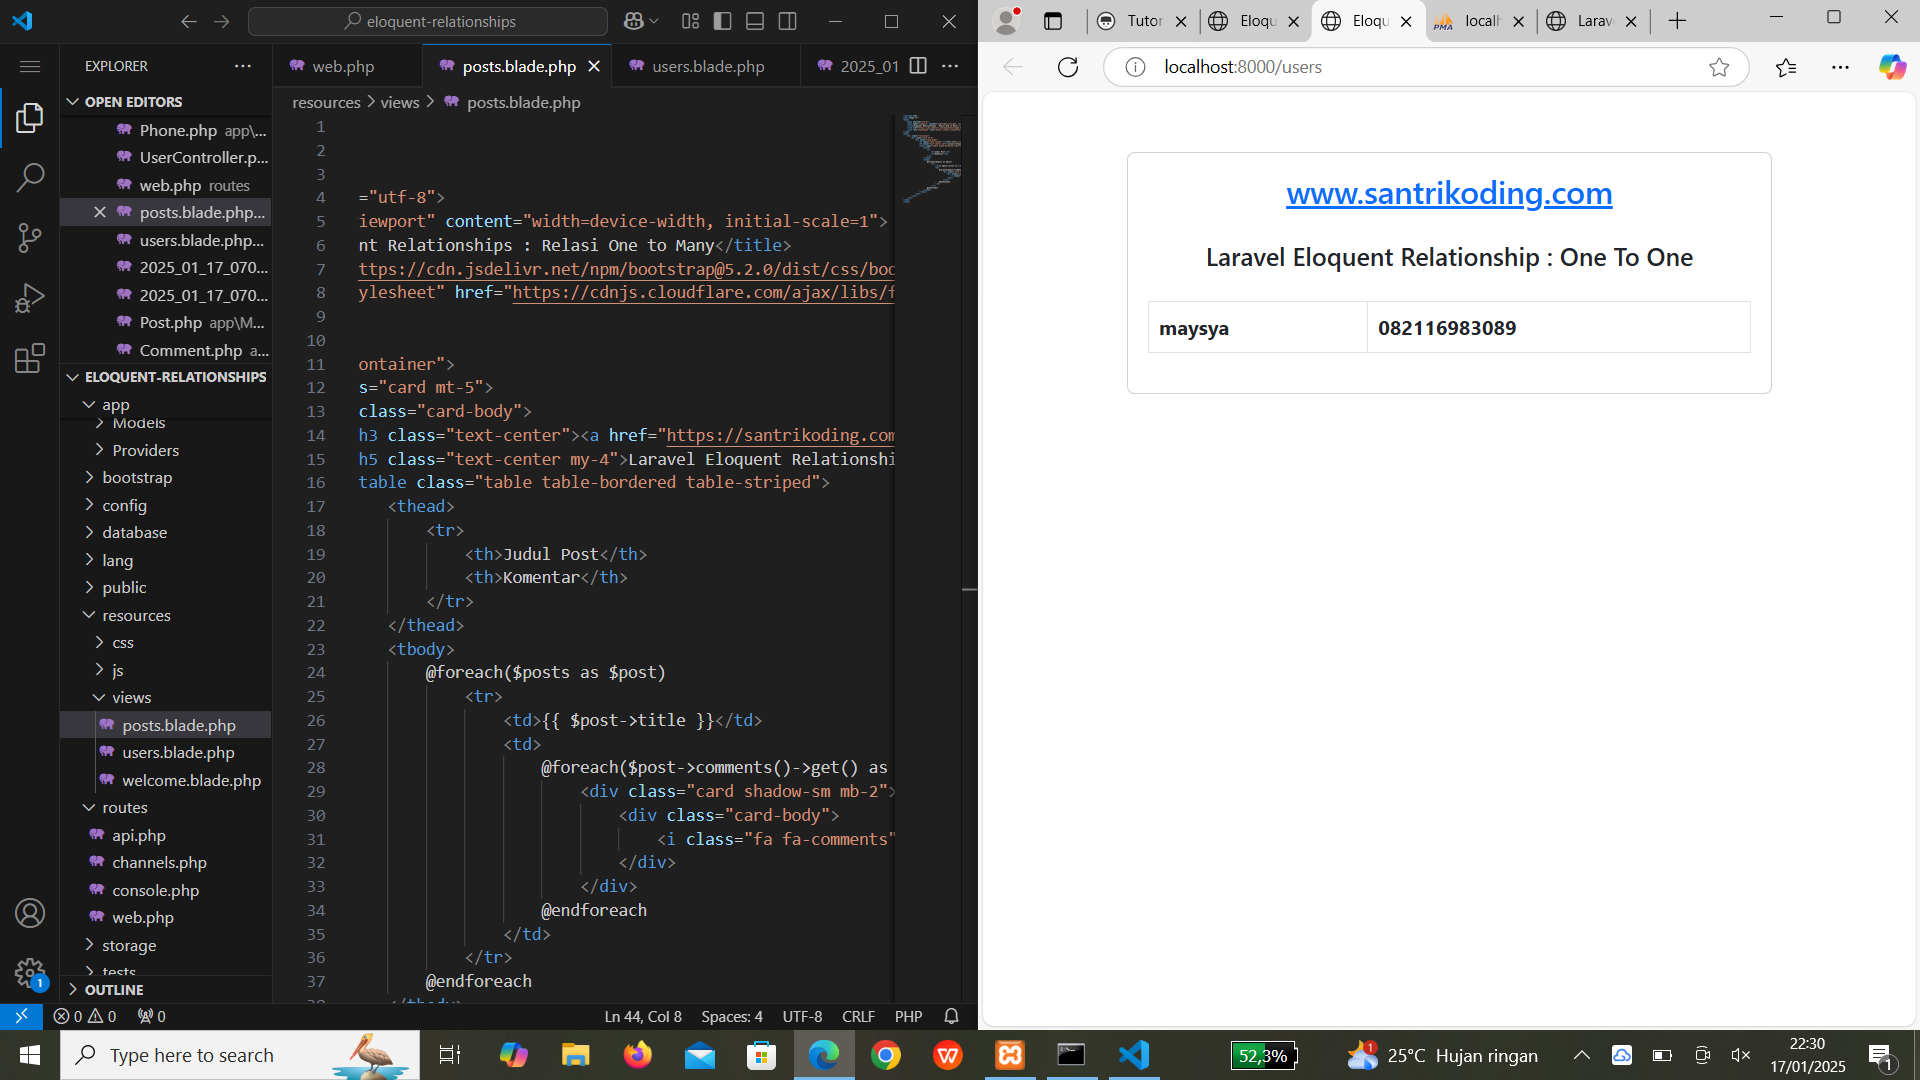 eloquent-relationships
EXPLORER
OPEN EDITORS
Phone.php app\...
UserController.p...
web.php routes
posts.blade.php...
users.blade.php...
2025_01_17_070...
2025_01_17_070...
Post.php app\M...
Comment.php a...
ELOQUENT-RELATIONSHIPS
app
Models
Providers
bootstrap
config
database
lang
public
resources
css
js
views
posts.blade.php
users.blade.php
welcome.blade.php
routes
api.php
channels.php
console.php
web.php
storage
tests
OUTLINE
web.php
posts.blade.php
users.blade.php
2025_01
resources > views > posts.blade.php
1
2
3
4 ="utf-8">
5 iewport" content="width=device-width, initial-scale=1">
6 nt Relationships : Relasi One to Many</title>
7 ttps://cdn.jsdelivr.net/npm/bootstrap@5.2.0/dist/css/boo
8 ylesheet" href="https://cdnjs.cloudflare.com/ajax/libs/f
9
10
11 ontainer">
12 s="card mt-5">
13 class="card-body">
14 h3 class="text-center"><a href="https://santrikoding.com
15 h5 class="text-center my-4">Laravel Eloquent Relationshi
16 table class="table table-bordered table-striped">
17 <thead>
18 <tr>
19 <th>Judul Post</th>
20 <th>Komentar</th>
21 </tr>
22 </thead>
23 <tbody>
24 @foreach($posts as $post)
25 <tr>
26 <td>{{ $post->title }}</td>
27 <td>
28 @foreach($post->comments()->get() as
29 <div class="card shadow-sm mb-2">
30 <div class="card-body">
31 <i class="fa fa-comments"
32 </div>
33 </div>
34 @endforeach
35 </td>
36 </tr>
37 @endforeach
38 </tbody>
0 0 0
Ln 44, Col 8 Spaces: 4 UTF-8 CRLF PHP
1
Tutor
Eloqu
Eloqu
PMA localh
Larav
localhost:8000/users
www.santrikoding.com
Laravel Eloquent Relationship : One To One
maysya 082116983089
Type here to search
52,3%
1
25°C Hujan ringan
22:30
17/01/2025
1